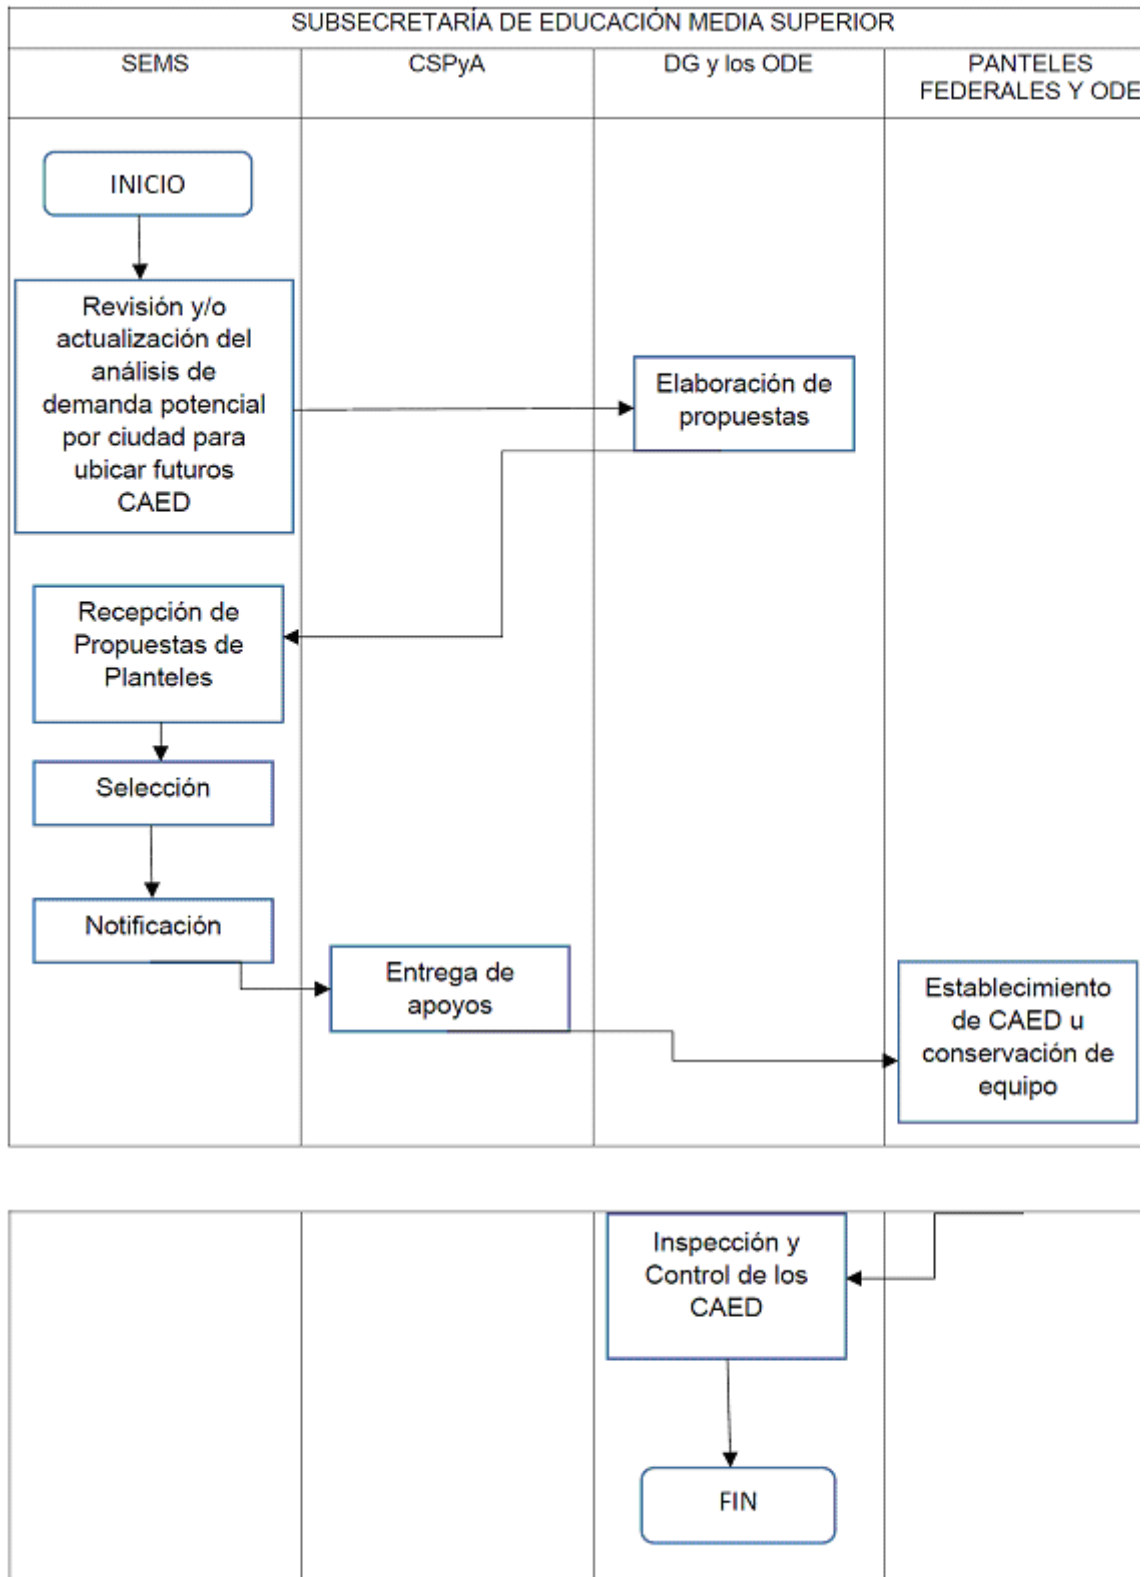 SUBSECRETARÍA DE EDUCACIÓN MEDIA SUPERIOR
SEMS
CSPyA
DG y los ODE
PANTELES
FEDERALES Y ODE
INICIO
Revisión y/o
actualización del
análisis de
demanda potencial
por ciudad para
ubicar futuros
CAED
Elaboración de
propuestas
Recepción de
Propuestas de
Planteles
Selección
Notificación
Entrega de
apoyos
Establecimiento
de CAED u
conservación de
equipo
Inspección y
Control de los
CAED
FIN